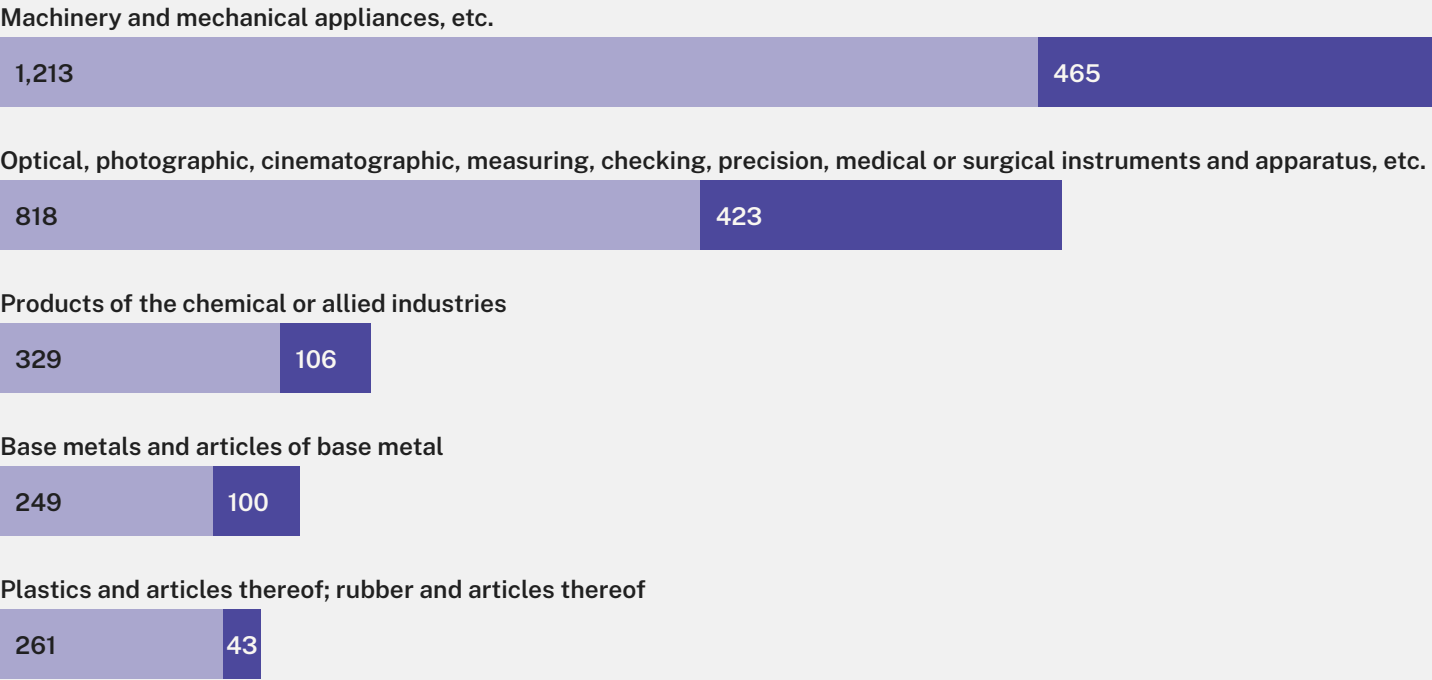 Machinery and mechanical appliances, etc.
1,213 465
Optical, photographic, cinematographic, measuring, checking, precision, medical or surgical instruments and apparatus, etc.
818 423
Products of the chemical or allied industries
329 106
Base metals and articles of base metal
249 100
Plastics and articles thereof; rubber and articles thereof
261 43